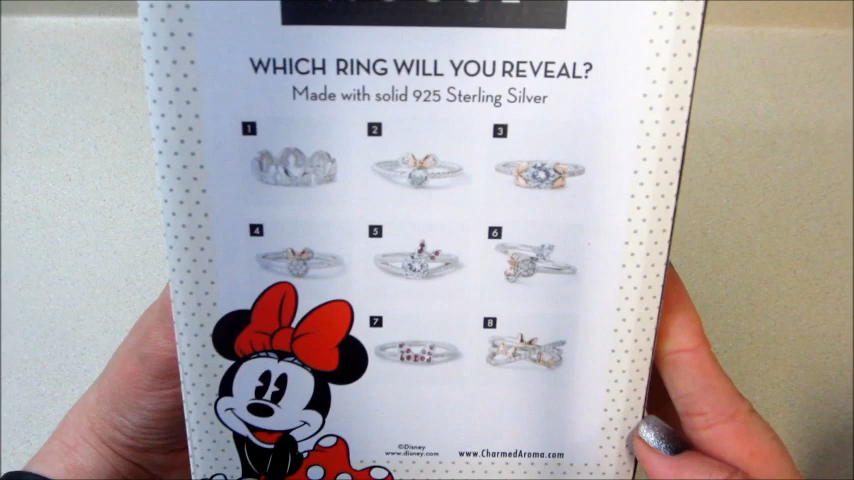 WHICH RING WILL YOU REVEAL?
Made with solid 925 Sterling Silver
1 2 3
4 5 6
7 8
©Disney
www.disney.com www.CharmedAroma.com